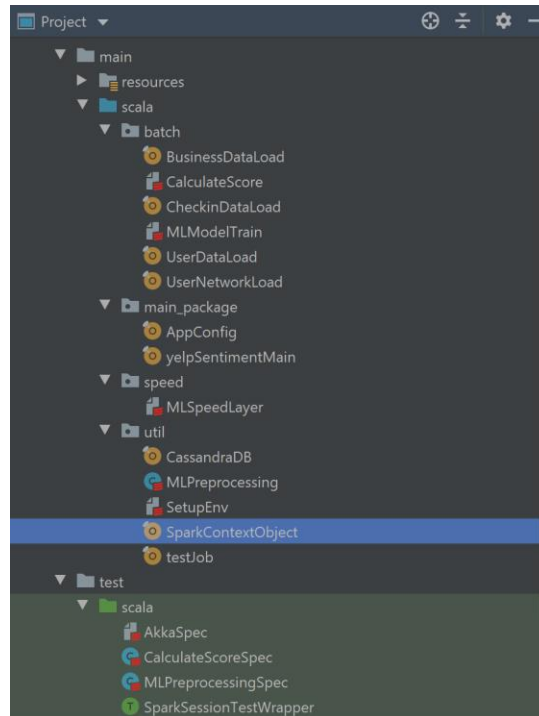 Project
main
resources
scala
batch
BusinessDataLoad
CalculateScore
CheckinDataLoad
MLModelTrain
UserDataLoad
UserNetworkLoad
main_package
AppConfig
yelpSentimentMain
speed
MLSpeedLayer
util
CassandraDB
MLPreprocessing
SetupEnv
SparkContextObject
testJob
test
scala
AkkaSpec
CalculateScoreSpec
MLPreprocessingSpec
SparkSessionTestWrapper